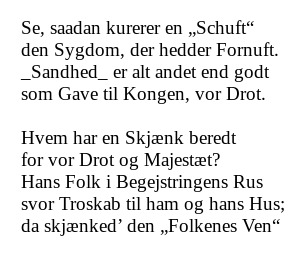 Se, saadan kurerer en „Schuft“
den Sygdom, der hedder Fornuft.
_Sandhed_ er alt andet end godt
som Gave til Kongen, vor Drot.

Hvem har en Skjænk beredt
for vor Drot og Majestæt?
Hans Folk i Begejstringens Rus
svor Troskab til ham og hans Hus;
da skjænked’ den „Folkenes Ven“